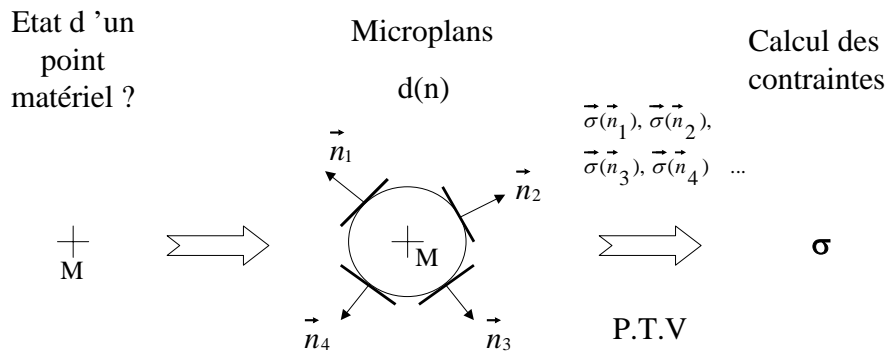 Etat d ’un
point
matériel ?
M
Microplans
d(n)
n₁
n₂
M
n₄
n₃
σ(n₁), σ(n₂),
σ(n₃), σ(n₄) ...
P.T.V
Calcul des
contraintes
σ